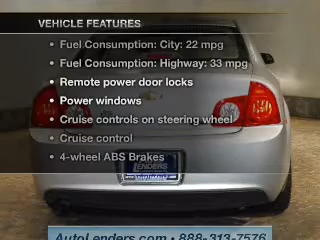 VEHICLE FEATURES
• Fuel Consumption: City: 22 mpg
• Fuel Consumption: Highway: 33 mpg
• Remote power door locks
• Power windows
• Cruise controls on steering wheel
• Cruise control
• 4-wheel ABS Brakes
LENDERS
AutoLenders.com • 888-313-7576